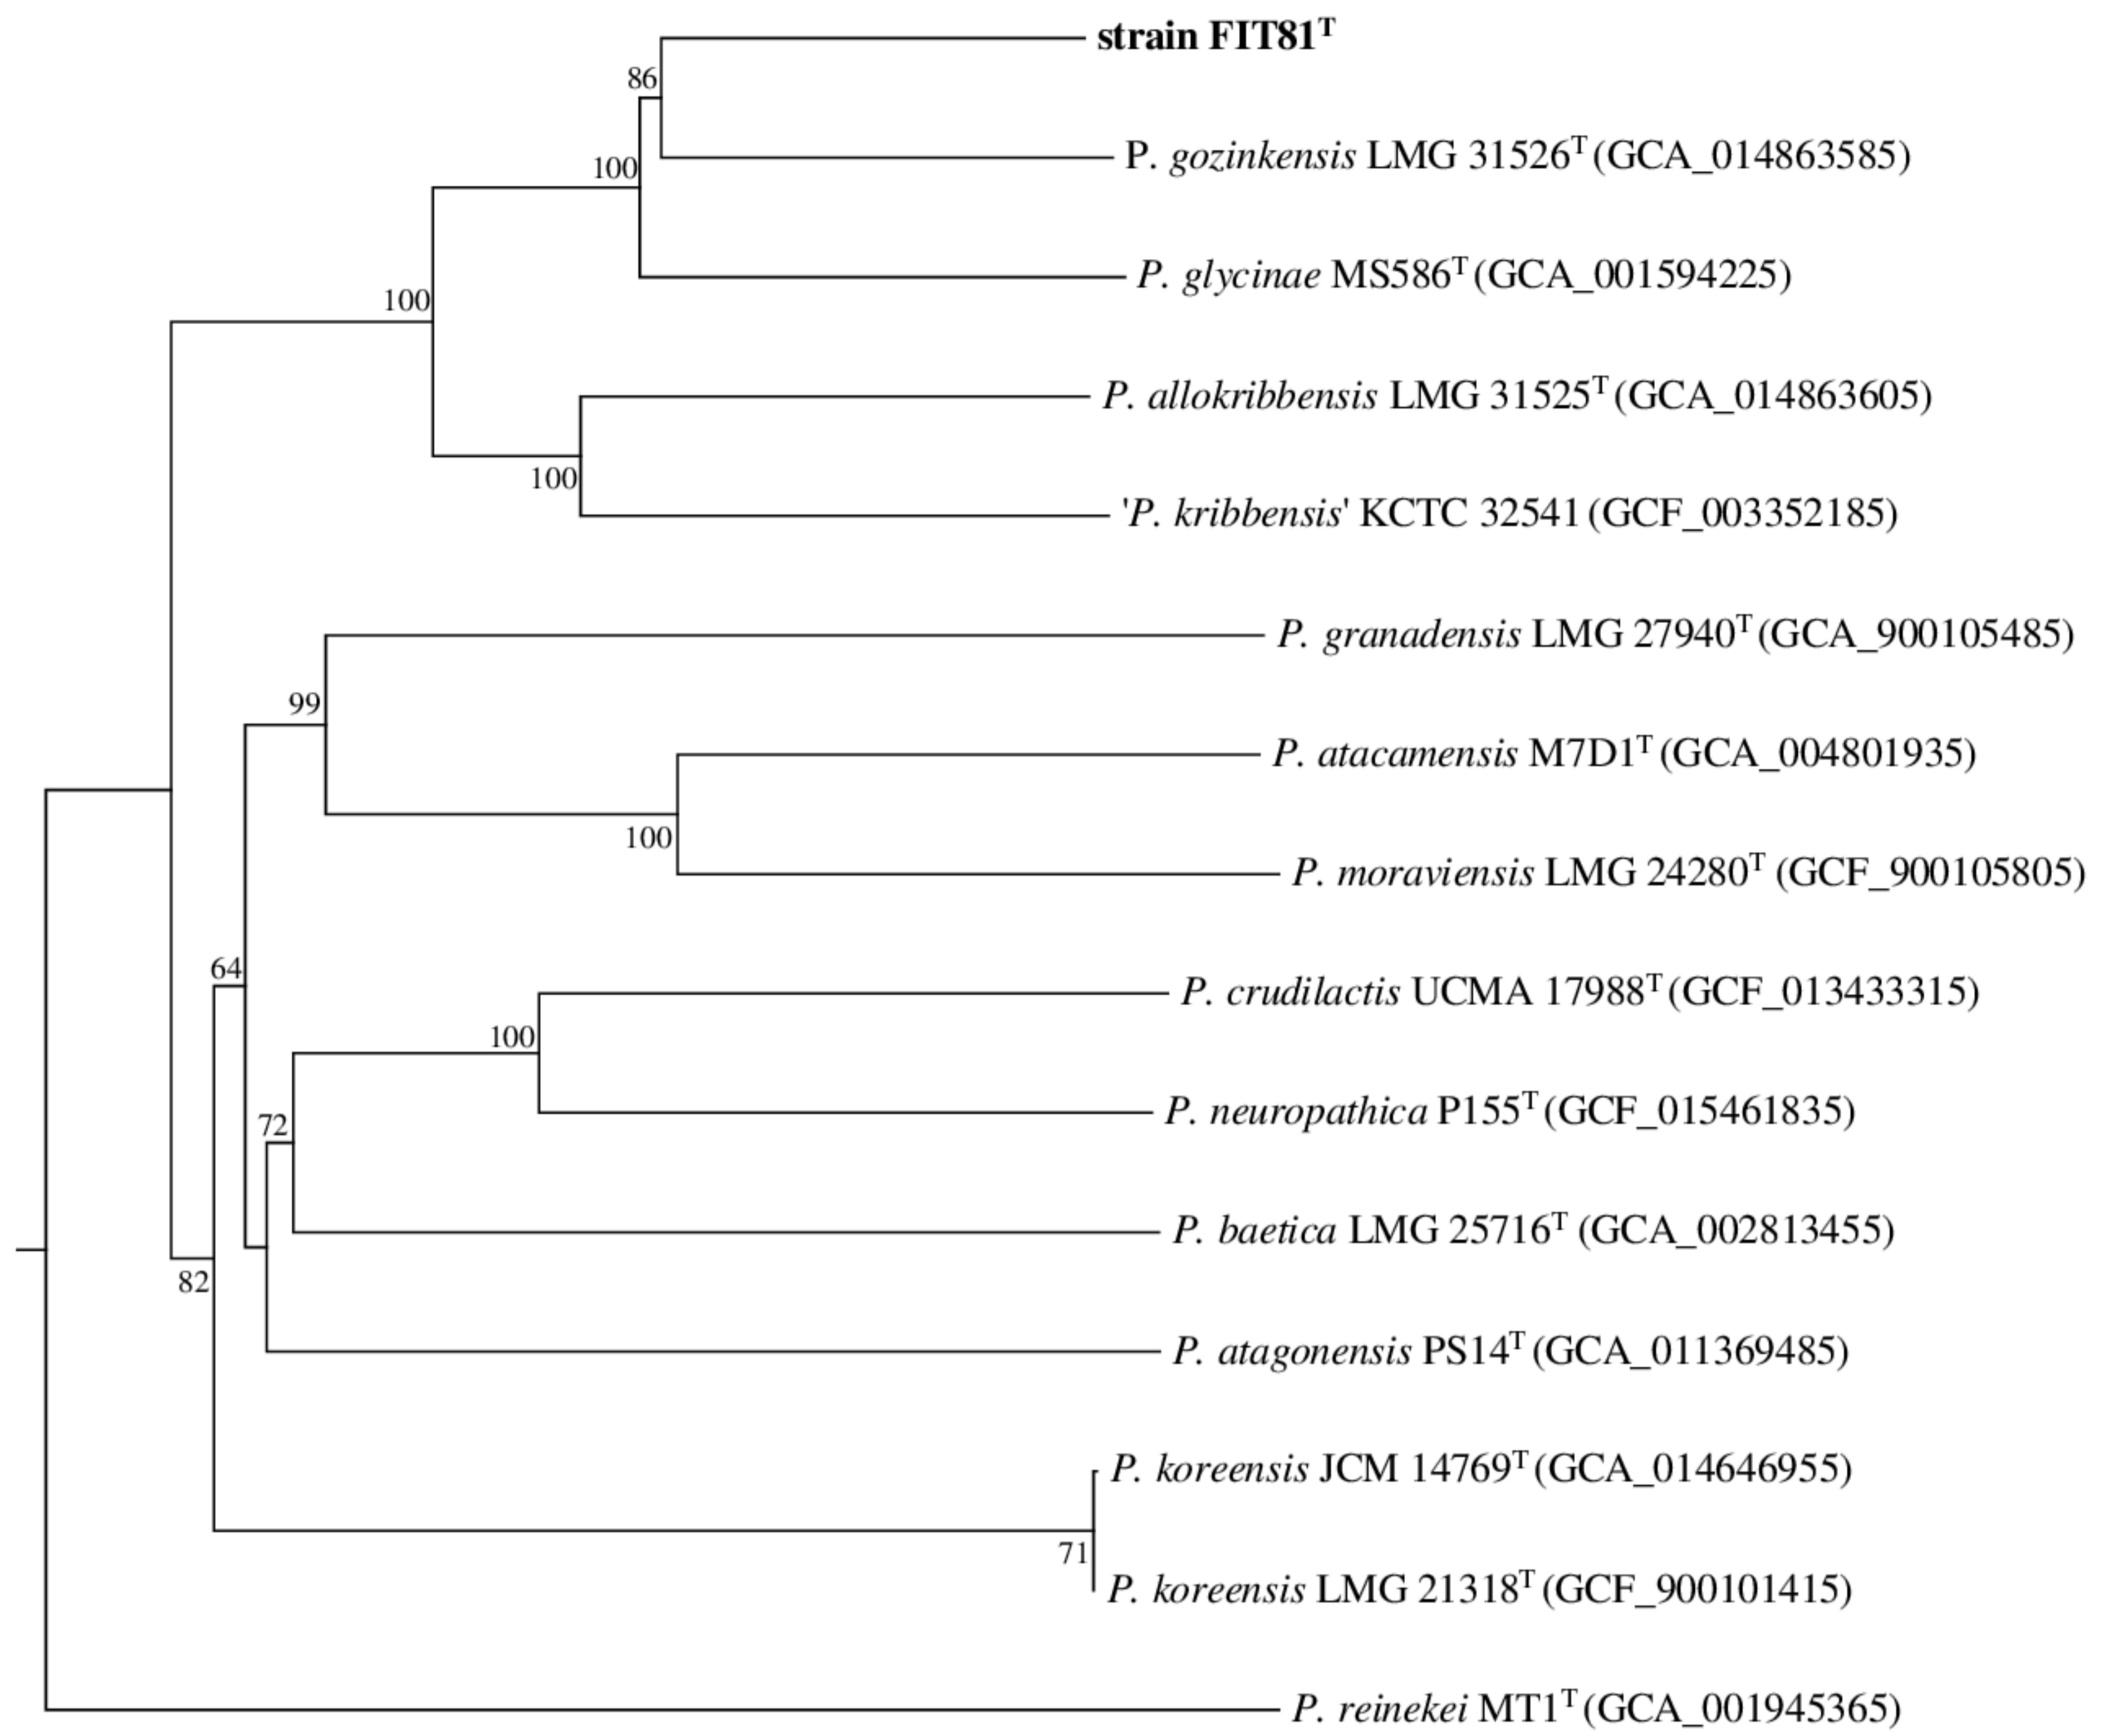 strain FIT81ᵀ
86
P. gozinkensis LMG 31526ᵀ (GCA_014863585)
100
P. glycinae MS586ᵀ (GCA_001594225)
100
P. allokribbensis LMG 31525ᵀ (GCA_014863605)
100
'P. kribbensis' KCTC 32541 (GCF_003352185)
P. granadensis LMG 27940ᵀ (GCA_900105485)
99
P. atacamensis M7D1ᵀ (GCA_004801935)
100
P. moraviensis LMG 24280ᵀ (GCF_900105805)
64
P. crudilactis UCMA 17988ᵀ (GCF_013433315)
100
P. neuropathica P155ᵀ (GCF_015461835)
72
P. baetica LMG 25716ᵀ (GCA_002813455)
82
P. atagonensis PS14ᵀ (GCA_011369485)
P. koreensis JCM 14769ᵀ (GCA_014646955)
71
P. koreensis LMG 21318ᵀ (GCF_900101415)
P. reinekei MT1ᵀ (GCA_001945365)